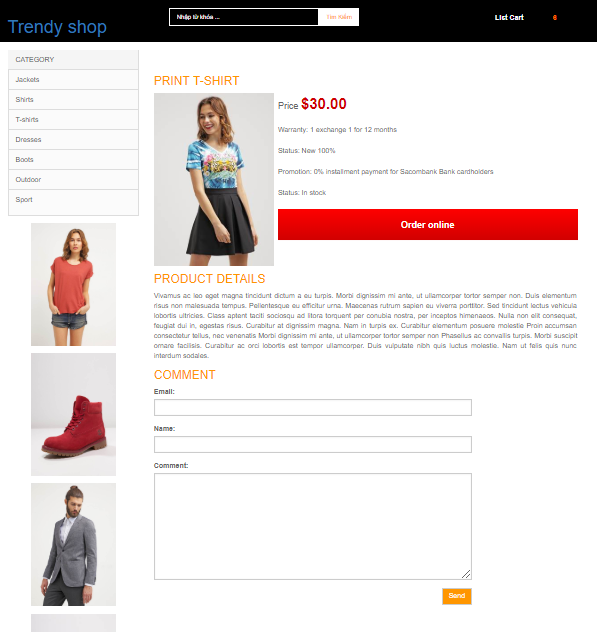 Trendy shop
Nhập từ khóa ...
Tìm Kiếm
List Cart
CATEGORY
Jackets
Shirts
T-shirts
Dresses
Boots
Outdoor
Sport
PRINT T-SHIRT
Price $30.00
Warranty: 1 exchange 1 for 12 months
Status: New 100%
Promotion: 0% installment payment for Sacombank Bank cardholders
Status: In stock
Order online
PRODUCT DETAILS
Vivamus ac leo eget magna tincidunt dictum a eu turpis. Morbi dignissim mi ante, ut ullamcorper tortor semper non. Duis elementum
risus non malesuada tempus. Pellentesque eu efficitur urna. Maecenas rutrum sapien eu viverra porttitor. Sed tincidunt lectus vehicula
lobortis ultricies. Class aptent taciti sociosqu ad litora torquent per conubia nostra, per inceptos himenaeos. Nulla non elit consequat,
feugiat dui in, egestas risus. Curabitur at dignissim magna. Nam in turpis ex. Curabitur elementum posuere molestie Proin accumsan
consectetur tellus, nec venenatis Morbi dignissim mi ante, ut ullamcorper tortor semper non Phasellus ac convallis turpis. Morbi suscipit
ornare facilisis. Curabitur ac orci lobortis est tempor ullamcorper. Duis vulputate nibh quis luctus molestie. Nam ut felis quis nunc
interdum sodales.
COMMENT
Email:
Name:
Comment:
Send